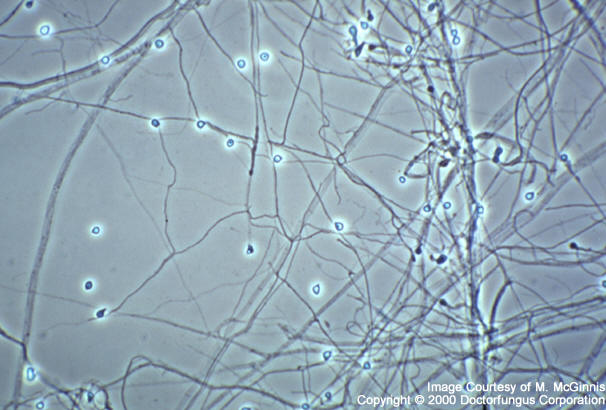 Image Courtesy of M. McGinnis
Copyright © 2000 Doctorfungus Corporation